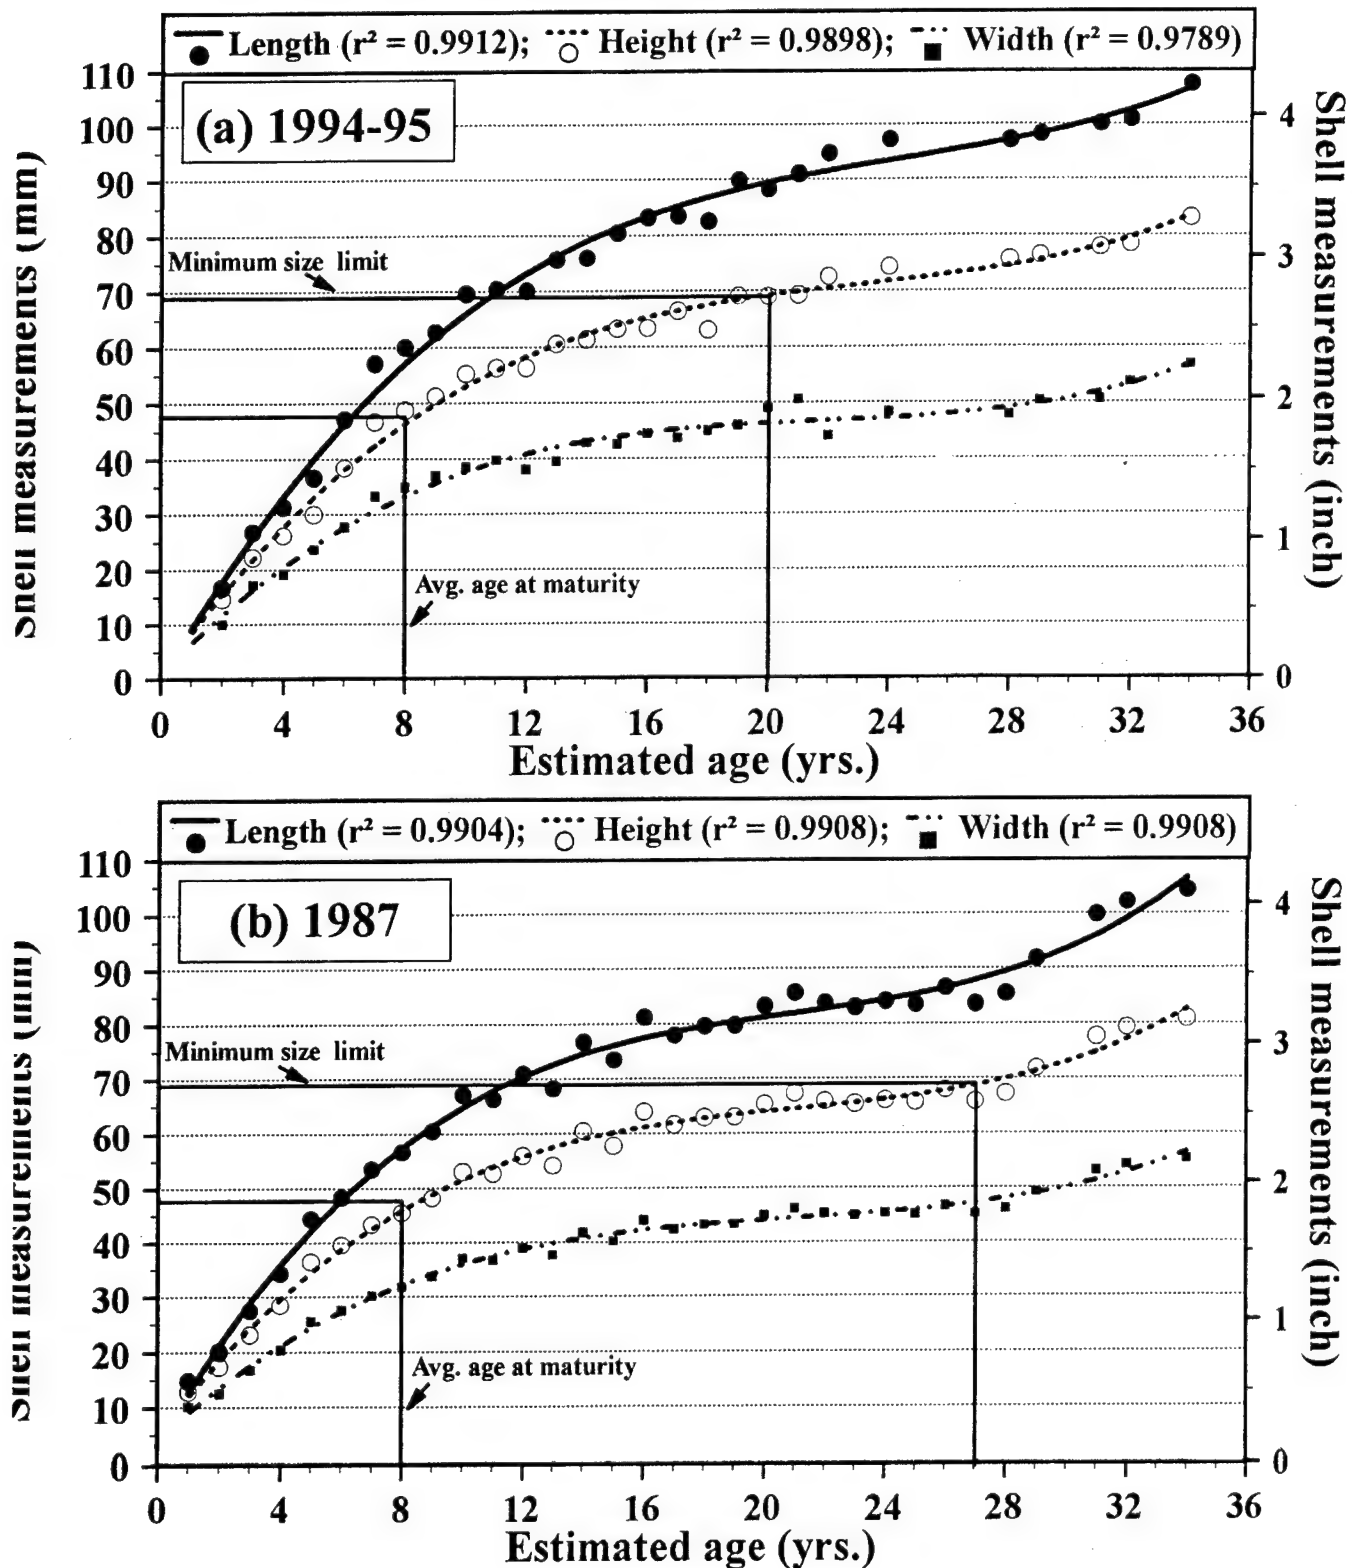 Length (r² = 0.9912); Height (r² = 0.9898); Width (r² = 0.9789)
(a) 1994-95
110
100
90
80
70
60
50
40
30
20
10
0
Shell measurements (mm)
Minimum size limit
Avg. age at maturity
4
3
2
1
0
Shell measurements (inch)
0 4 8 12 16 20 24 28 32 36
Estimated age (yrs.)
Length (r² = 0.9904); Height (r² = 0.9908); Width (r² = 0.9908)
(b) 1987
110
100
90
80
70
60
50
40
30
20
10
0
Shell measurements (mm)
Minimum size limit
Avg. age at maturity
4
3
2
1
0
Shell measurements (inch)
0 4 8 12 16 20 24 28 32 36
Estimated age (yrs.)